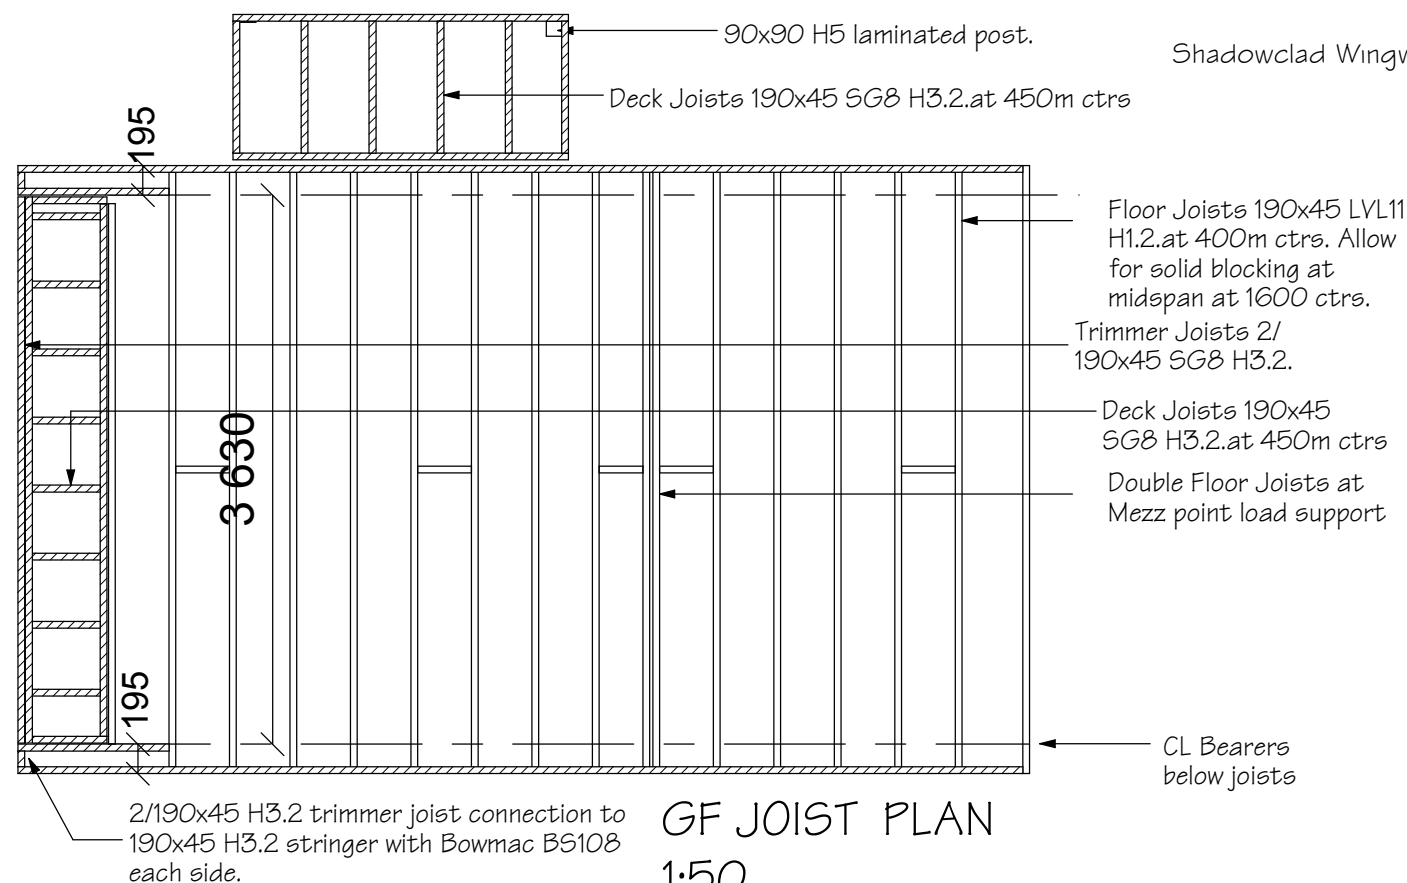 90x90 H5 laminated post.
Shadowclad
Deck Joists 190x45 SG8 H3.2.at 450m ctrs
195
Floor Joists 190x45 LVL11
H1.2.at 400m ctrs. Allow
for solid blocking at
midspan at 1600 ctrs.
Trimmer Joists 2/
190x45 SG8 H3.2.
Deck Joists 190x45
SG8 H3.2.at 450m ctrs
3 630
Double Floor Joists at
Mezz point load support
195
CL Bearers
below joists
2/190x45 H3.2 trimmer joist connection to
190x45 H3.2 stringer with Bowmac BS108
each side.
GF JOIST PLAN
1:50